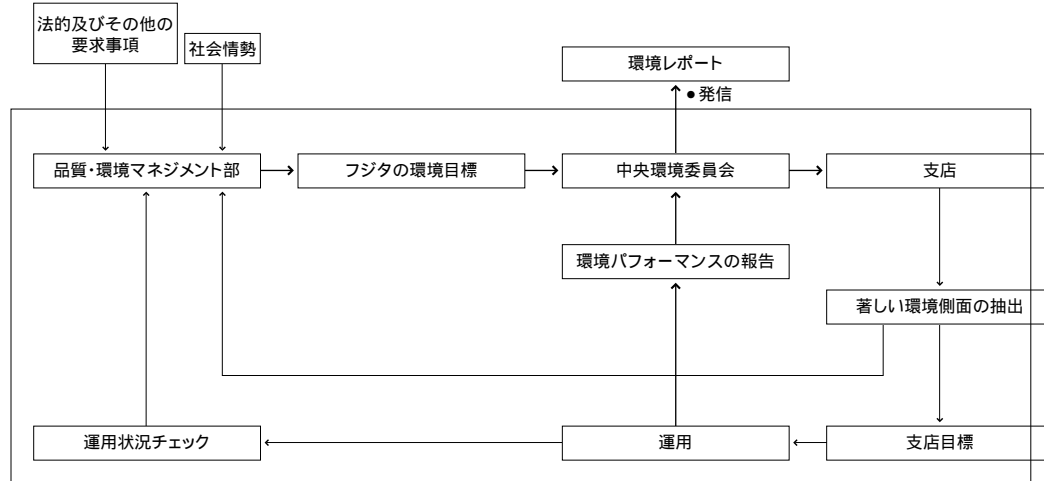 法的及びその他の
要求事項
社会情勢
環境レポート
●発信
品質・環境マネジメント部
フジタの環境目標
中央環境委員会
支店
環境パフォーマンスの報告
著しい環境側面の抽出
運用状況チェック
運用
支店目標